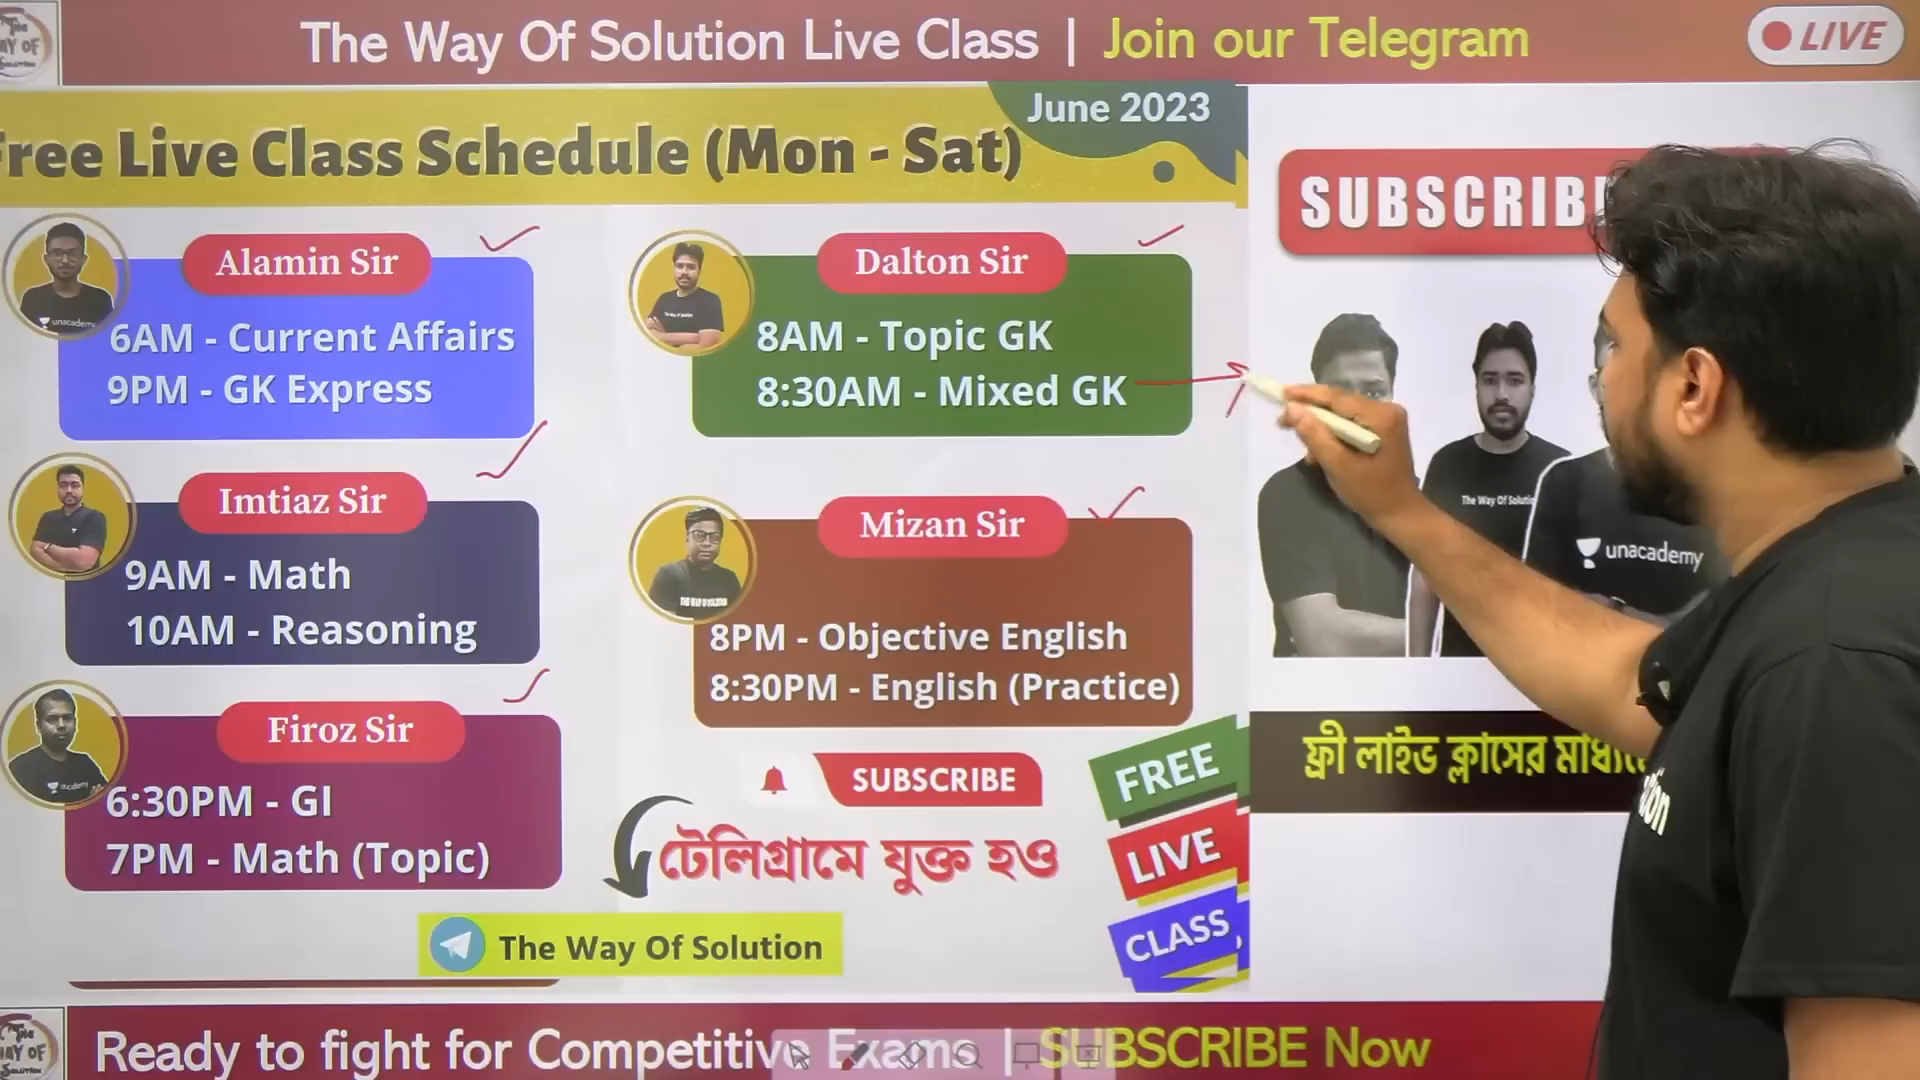 The Way Of Solution Live Class | Join our Telegram
LIVE
June 2023
Free Live Class Schedule (Mon - Sat)
Alamin Sir
6AM - Current Affairs
9PM - GK Express
Dalton Sir
8AM - Topic GK
8:30AM - Mixed GK
Imtiaz Sir
9AM - Math
10AM - Reasoning
Mizan Sir
8PM - Objective English
8:30PM - English (Practice)
Firoz Sir
6:30PM - GI
7PM - Math (Topic)
SUBSCRIBE
টেলিগ্রামে যুক্ত হও
The Way Of Solution
FREE
LIVE
CLASS
SUBSCRIB
The Way Of Solutio
unacademy
ফ্রী লাইভ ক্লাসের
Ready to fight for Competitive Exams | SUBSCRIBE Now